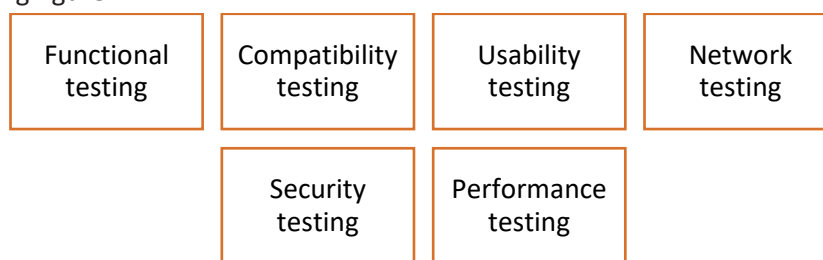 Functional
testing
Compatibility
testing
Usability
testing
Network
testing
Security
testing
Performance
testing